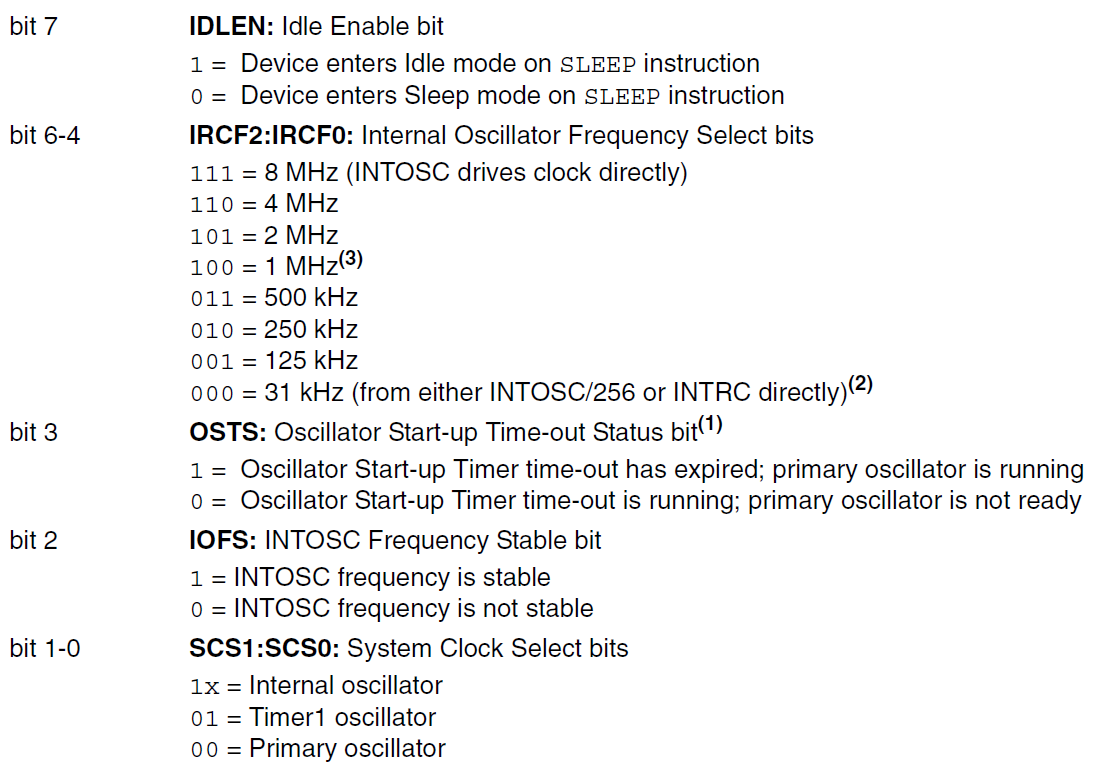 bit 7 IDLEN: Idle Enable bit
1 = Device enters Idle mode on SLEEP instruction
0 = Device enters Sleep mode on SLEEP instruction
bit 6-4 IRCF2:IRCF0: Internal Oscillator Frequency Select bits
111 = 8 MHz (INTOSC drives clock directly)
110 = 4 MHz
101 = 2 MHz
100 = 1 MHz(3)
011 = 500 kHz
010 = 250 kHz
001 = 125 kHz
000 = 31 kHz (from either INTOSC/256 or INTRC directly)(2)
bit 3 OSTS: Oscillator Start-up Time-out Status bit(1)
1 = Oscillator Start-up Timer time-out has expired; primary oscillator is running
0 = Oscillator Start-up Timer time-out is running; primary oscillator is not ready
bit 2 IOFS: INTOSC Frequency Stable bit
1 = INTOSC frequency is stable
0 = INTOSC frequency is not stable
bit 1-0 SCS1:SCS0: System Clock Select bits
1x = Internal oscillator
01 = Timer1 oscillator
00 = Primary oscillator